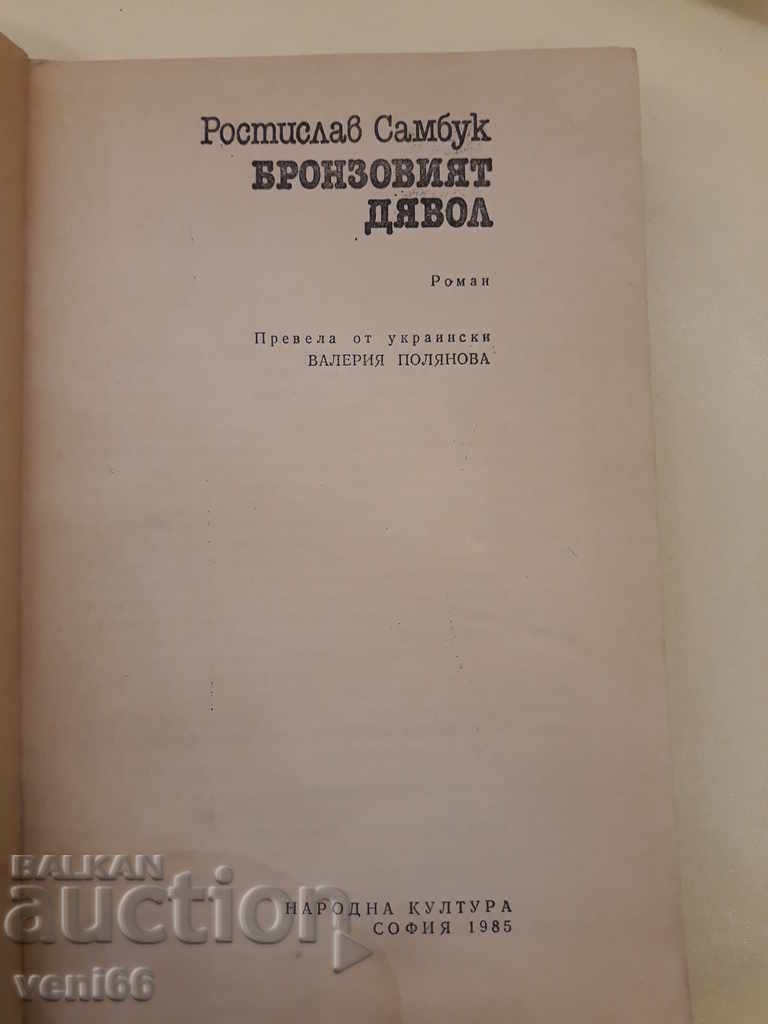 Ростислав Самбук
БРОНЗОВИЯТ
ДЯВОЛ
Роман
Превела от украински
ВАЛЕРИЯ ПОЛЯНОВА
НАРОДНА КУЛТУРА
СОФИЯ 1985
BALKAN
auction
veni66